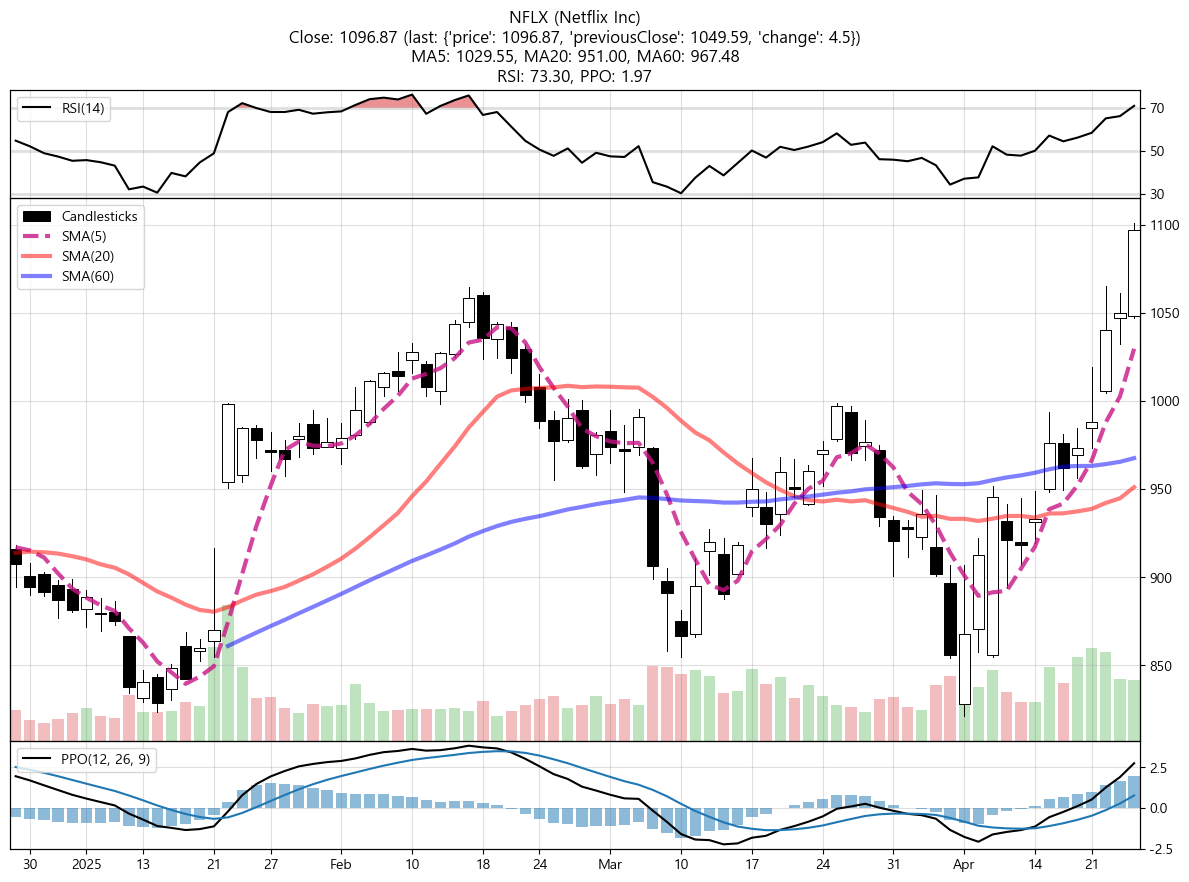 NFLX (Netflix Inc)
Close: 1096.87 (last: {'price': 1096.87, 'previousClose': 1049.59, 'change': 4.5})
MA5: 1029.55, MA20: 951.00, MA60: 967.48
RSI: 73.30, PPO: 1.97
RSI(14)
70
50
30
Candlesticks
SMA(5)
SMA(20)
SMA(60)
1100
1050
1000
950
900
850
PPO(12, 26, 9)
2.5
0.0
-2.5
30 2025 13 21 27 Feb 10 18 24 Mar 10 17 24 31 Apr 14 21